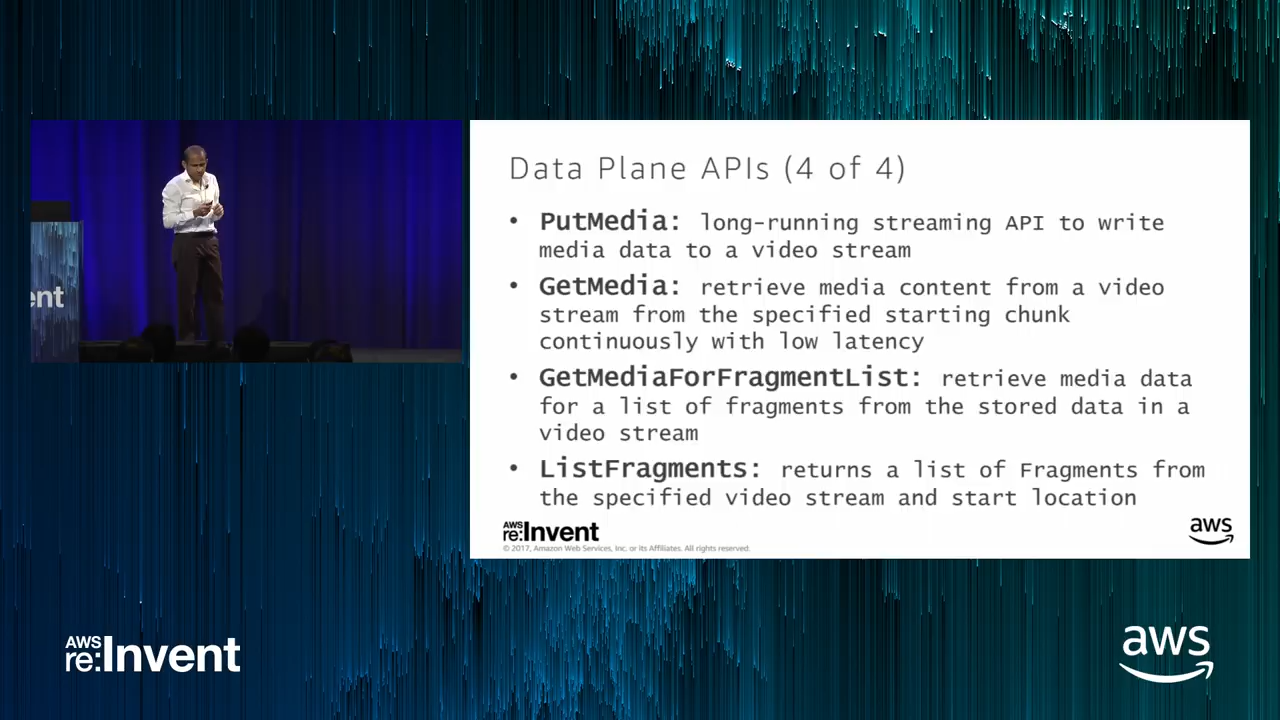 Data Plane APIs (4 of 4)
• PutMedia: long-running streaming API to write
media data to a video stream
• GetMedia: retrieve media content from a video
stream from the specified starting chunk
continuously with low latency
• GetMediaForFragmentList: retrieve media data
for a list of fragments from the stored data in a
video stream
• ListFragments: returns a list of Fragments from
the specified video stream and start location
AWS
re:Invent
© 2017, Amazon Web Services, Inc. or its Affiliates. All rights reserved.
aws
ent
AWS
re:Invent
aws